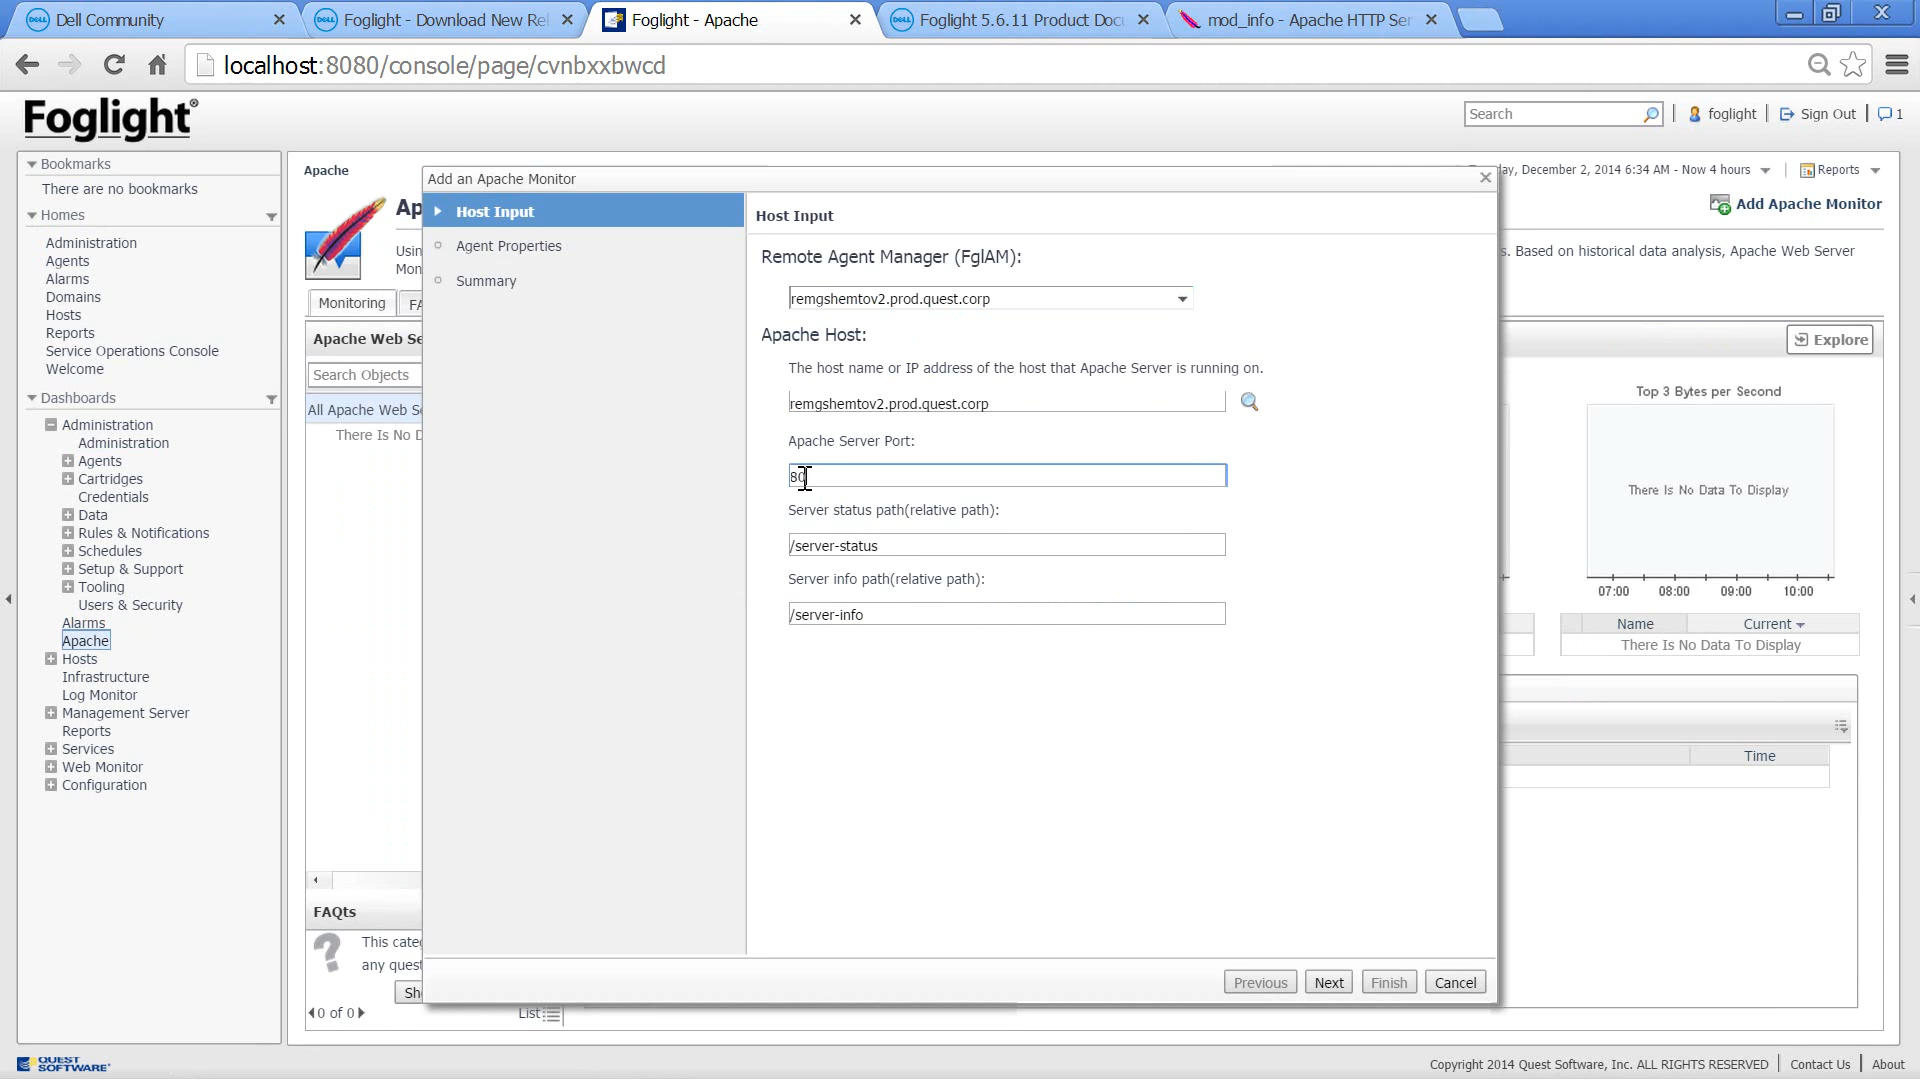 Dell Community
Foglight - Download New Rel
Foglight - Apache
Foglight 5.6.11 Product Docu
mod_info - Apache HTTP Ser
localhost:8080/console/page/cvnbxxbwcd
Foglight®
Search
foglight
Sign Out
1
Bookmarks
There are no bookmarks
Homes
Administration
Agents
Alarms
Domains
Hosts
Reports
Service Operations Console
Welcome
Dashboards
Administration
Administration
Agents
Cartridges
Credentials
Data
Rules & Notifications
Schedules
Setup & Support
Tooling
Users & Security
Alarms
Apache
Hosts
Infrastructure
Log Monitor
Management Server
Reports
Services
Web Monitor
Configuration
Apache
ay, December 2, 2014 6:34 AM - Now 4 hours
Reports
Ap
Add Apache Monitor
Usin
Mon
s. Based on historical data analysis, Apache Web Server
Monitoring
FA
Apache Web Se
Explore
Search Objects
All Apache Web Se
There Is No D
Add an Apache Monitor
Host Input
Agent Properties
Summary
Host Input
Remote Agent Manager (FglAM):
remgshemtov2.prod.quest.corp
Apache Host:
The host name or IP address of the host that Apache Server is running on.
remgshemtov2.prod.quest.corp
Apache Server Port:
80
Server status path(relative path):
/server-status
Server info path(relative path):
/server-info
Previous
Next
Finish
Cancel
Top 3 Bytes per Second
There Is No Data To Display
07:00 08:00 09:00 10:00
Name Current
There Is No Data To Display
Time
FAQts
This cate
any quest
Sh
0 of 0
List
QUEST SOFTWARE
Copyright 2014 Quest Software, Inc. ALL RIGHTS RESERVED
Contact Us
About